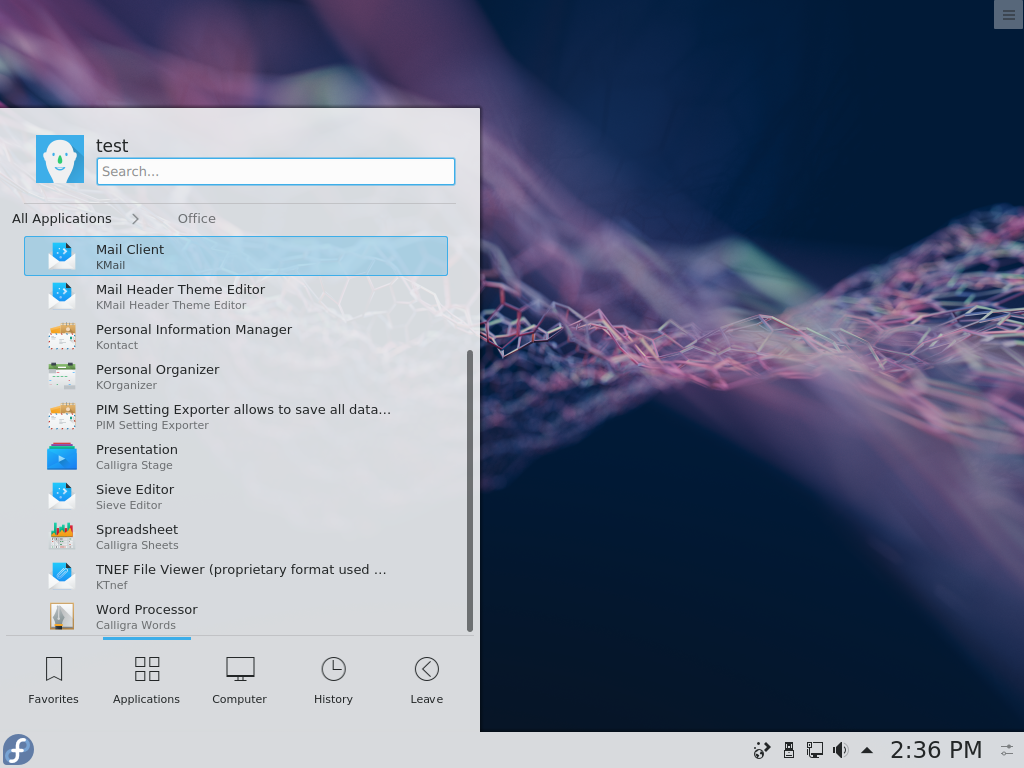 test
Search...
All Applications
Office
Mail Client
KMail
Mail Header Theme Editor
KMail Header Theme Editor
Personal Information Manager
Kontact
Personal Organizer
KOrganizer
PIM Setting Exporter allows to save all data...
PIM Setting Exporter
Presentation
Calligra Stage
Sieve Editor
Sieve Editor
Spreadsheet
Calligra Sheets
TNEF File Viewer (proprietary format used ...
KTnef
Word Processor
Calligra Words
Favorites Applications Computer History Leave
2:36 PM